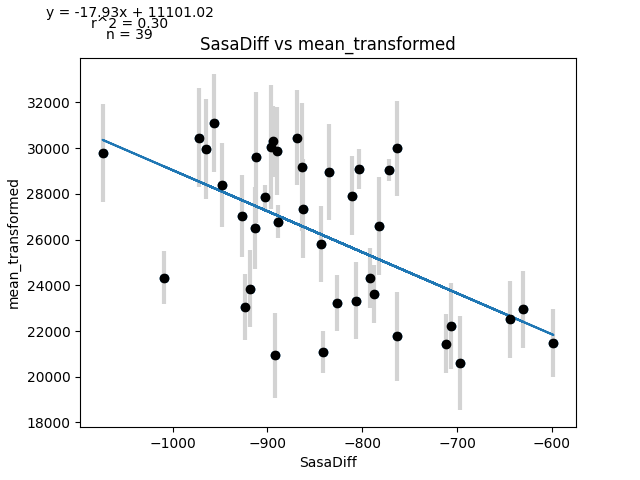 y = -17.93x + 11101.02
r^2 = 0.30
n = 39
SasaDiff vs mean_transformed
mean_transformed
32000
30000
28000
26000
24000
22000
20000
18000
−1000
−900
−800
−700
−600
SasaDiff